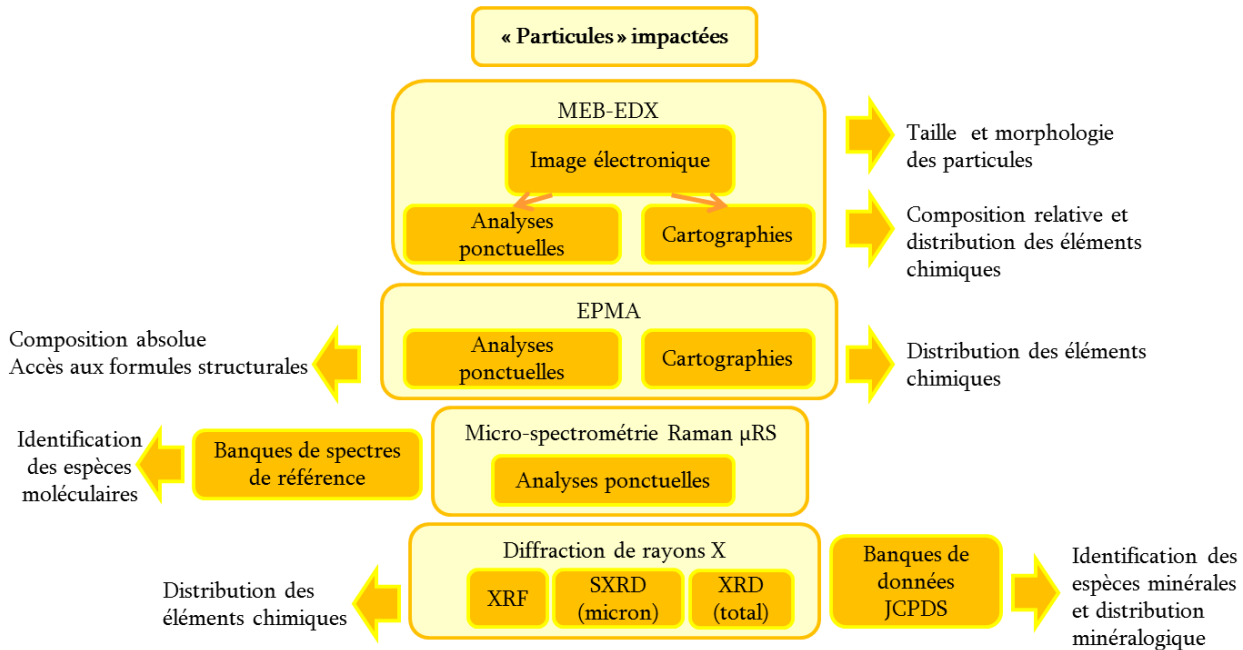 « Particules » impactées
MEB-EDX
Image électronique
Analyses
ponctuelles
Cartographies
Taille et morphologie
des particules
Composition relative et
distribution des éléments
chimiques
EPMA
Analyses
ponctuelles
Cartographies
Composition absolue
Accès aux formules structurales
Distribution des éléments
chimiques
Micro-spectrométrie Raman µRS
Analyses ponctuelles
Banques de spectres
de référence
Identification
des espèces
moléculaires
Diffraction de rayons X
XRF
SXRD
(micron)
XRD
(total)
Distribution des
éléments chimiques
Banques de
données
JCPDS
Identification des
espèces minérales
et distribution
minéralogique